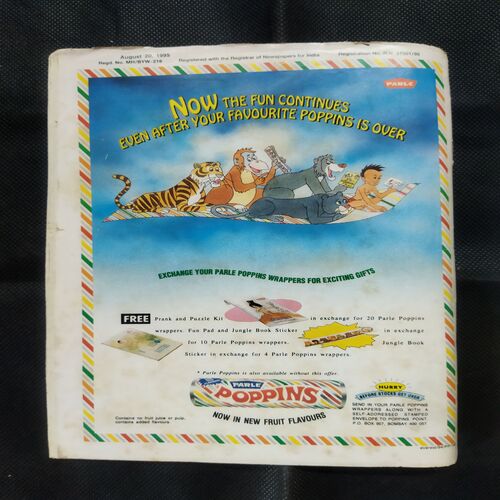 August 20, 1995
Regd. No. MH/BYW-216 Registered with the Registrar of Newspapers for India Registration No. R.N.
PARLE
NOW THE FUN CONTINUES
EVEN AFTER YOUR FAVOURITE POPPINS IS OVER
EXCHANGE YOUR PARLE POPPINS WRAPPERS FOR EXCITING GIFTS
FREE Prank and Puzzle Kit in exchange for 20 Parle Poppins
wrappers. Fun Pad and Jungle Book Sticker in exchange
for 10 Parle Poppins wrappers. Jungle Book
Sticker in exchange for 4 Parle Poppins wrappers.
* Parle Poppins is also available without this offer.
PARLE
POPPINS
NOW IN NEW FRUIT FLAVOURS
Contains no fruit juice or pulp,
contains added flavours.
HURRY
BEFORE STOCKS GET OVER
SEND IN YOUR PARLE POPPINS
WRAPPERS ALONG WITH A
SELF-ADDRESSED STAMPED
ENVELOPE TO POPPINS POINT,
P.O. BOX 907, BOMBAY 400 057